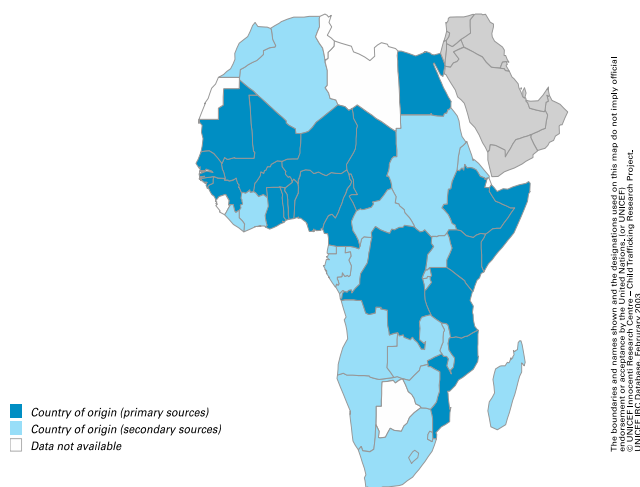 Country of origin (primary sources)
Country of origin (secondary sources)
Data not available
The boundaries and names shown and the designations used on this map do not imply official
endorsement or acceptance by the United Nations. (or UNICEF)
© UNICEF Innocenti Research Centre – Child Trafficking Research Project.
UNICEF IRC Database, Februrary 2003